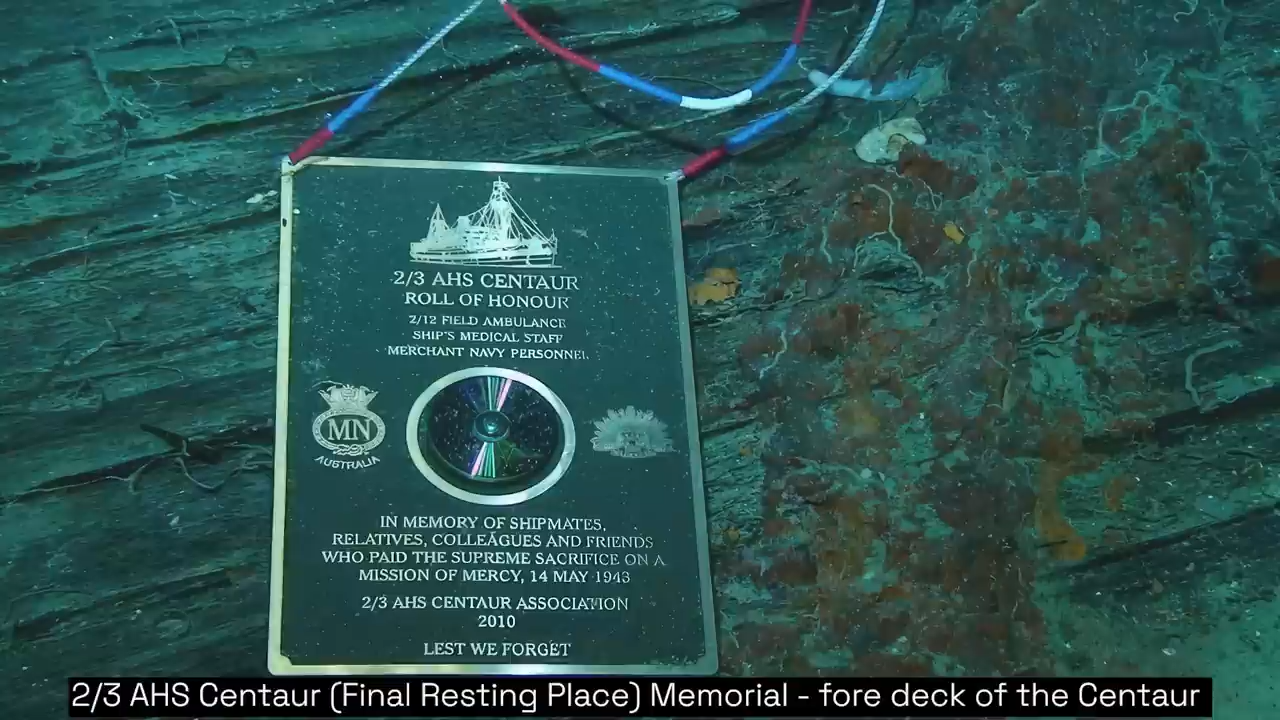 2/3 AHS CENTAUR
ROLL OF HONOUR
2/12 FIELD AMBULANCE
SHIP'S MEDICAL STAFF
MERCHANT NAVY PERSONNEL
MN
AUSTRALIA
IN MEMORY OF SHIPMATES,
RELATIVES, COLLEAGUES AND FRIENDS
WHO PAID THE SUPREME SACRIFICE ON A
MISSION OF MERCY, 14 MAY 1943
2/3 AHS CENTAUR ASSOCIATION
2010
LEST WE FORGET
2/3 AHS Centaur (Final Resting Place) Memorial - fore deck of the Centaur